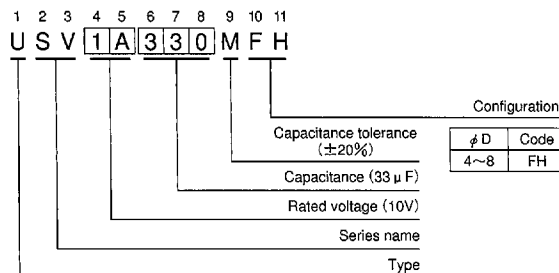 1 2 3 4 5 6 7 8 9 10 11
U S V 1 A 3 3 0 M F H
Configuration
Capacitance tolerance
(±20%)
φD Code
4~8 FH
Capacitance (33 μF)
Rated voltage (10V)
Series name
Type